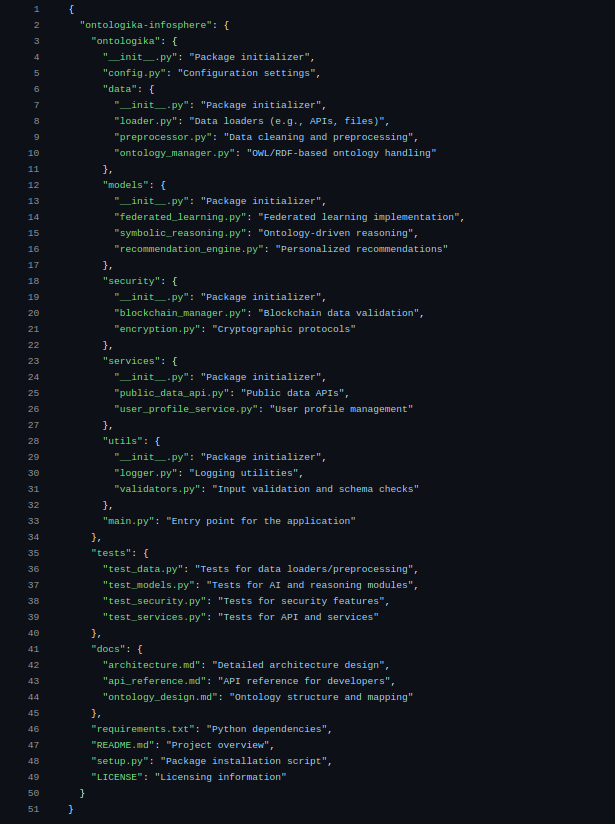 1 {
2 "ontologika-infosphere": {
3 "ontologika": {
4 "__init__.py": "Package initializer",
5 "config.py": "Configuration settings",
6 "data": {
7 "__init__.py": "Package initializer",
8 "loader.py": "Data loaders (e.g., APIs, files)",
9 "preprocessor.py": "Data cleaning and preprocessing",
10 "ontology_manager.py": "OWL/RDF-based ontology handling"
11 },
12 "models": {
13 "__init__.py": "Package initializer",
14 "federated_learning.py": "Federated learning implementation",
15 "symbolic_reasoning.py": "Ontology-driven reasoning",
16 "recommendation_engine.py": "Personalized recommendations"
17 },
18 "security": {
19 "__init__.py": "Package initializer",
20 "blockchain_manager.py": "Blockchain data validation",
21 "encryption.py": "Cryptographic protocols"
22 },
23 "services": {
24 "__init__.py": "Package initializer",
25 "public_data_api.py": "Public data APIs",
26 "user_profile_service.py": "User profile management"
27 },
28 "utils": {
29 "__init__.py": "Package initializer",
30 "logger.py": "Logging utilities",
31 "validators.py": "Input validation and schema checks"
32 },
33 "main.py": "Entry point for the application"
34 },
35 "tests": {
36 "test_data.py": "Tests for data loaders/preprocessing",
37 "test_models.py": "Tests for AI and reasoning modules",
38 "test_security.py": "Tests for security features",
39 "test_services.py": "Tests for API and services"
40 },
41 "docs": {
42 "architecture.md": "Detailed architecture design",
43 "api_reference.md": "API reference for developers",
44 "ontology_design.md": "Ontology structure and mapping"
45 },
46 "requirements.txt": "Python dependencies",
47 "README.md": "Project overview",
48 "setup.py": "Package installation script",
49 "LICENSE": "Licensing information"
50 }
51 }